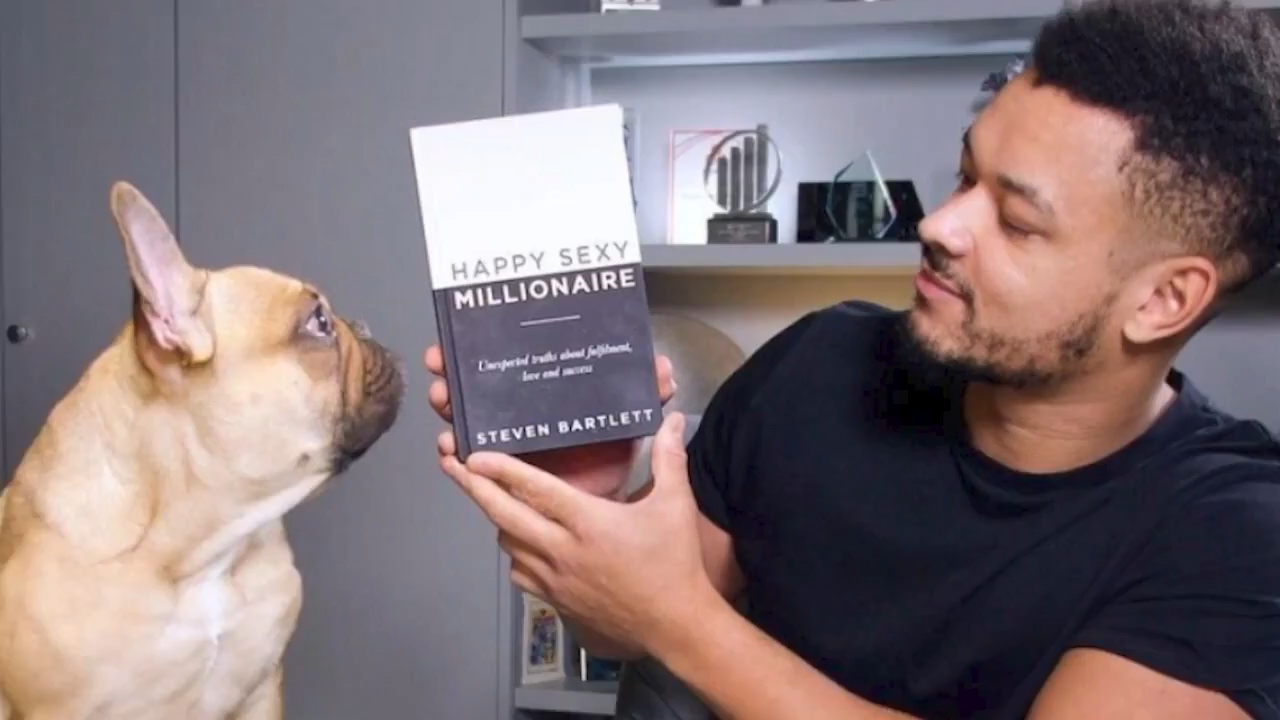 HAPPY SEXY
MILLIONAIRE
Unexpected truths about fulfilment,
love and success
STEVEN BARTLETT